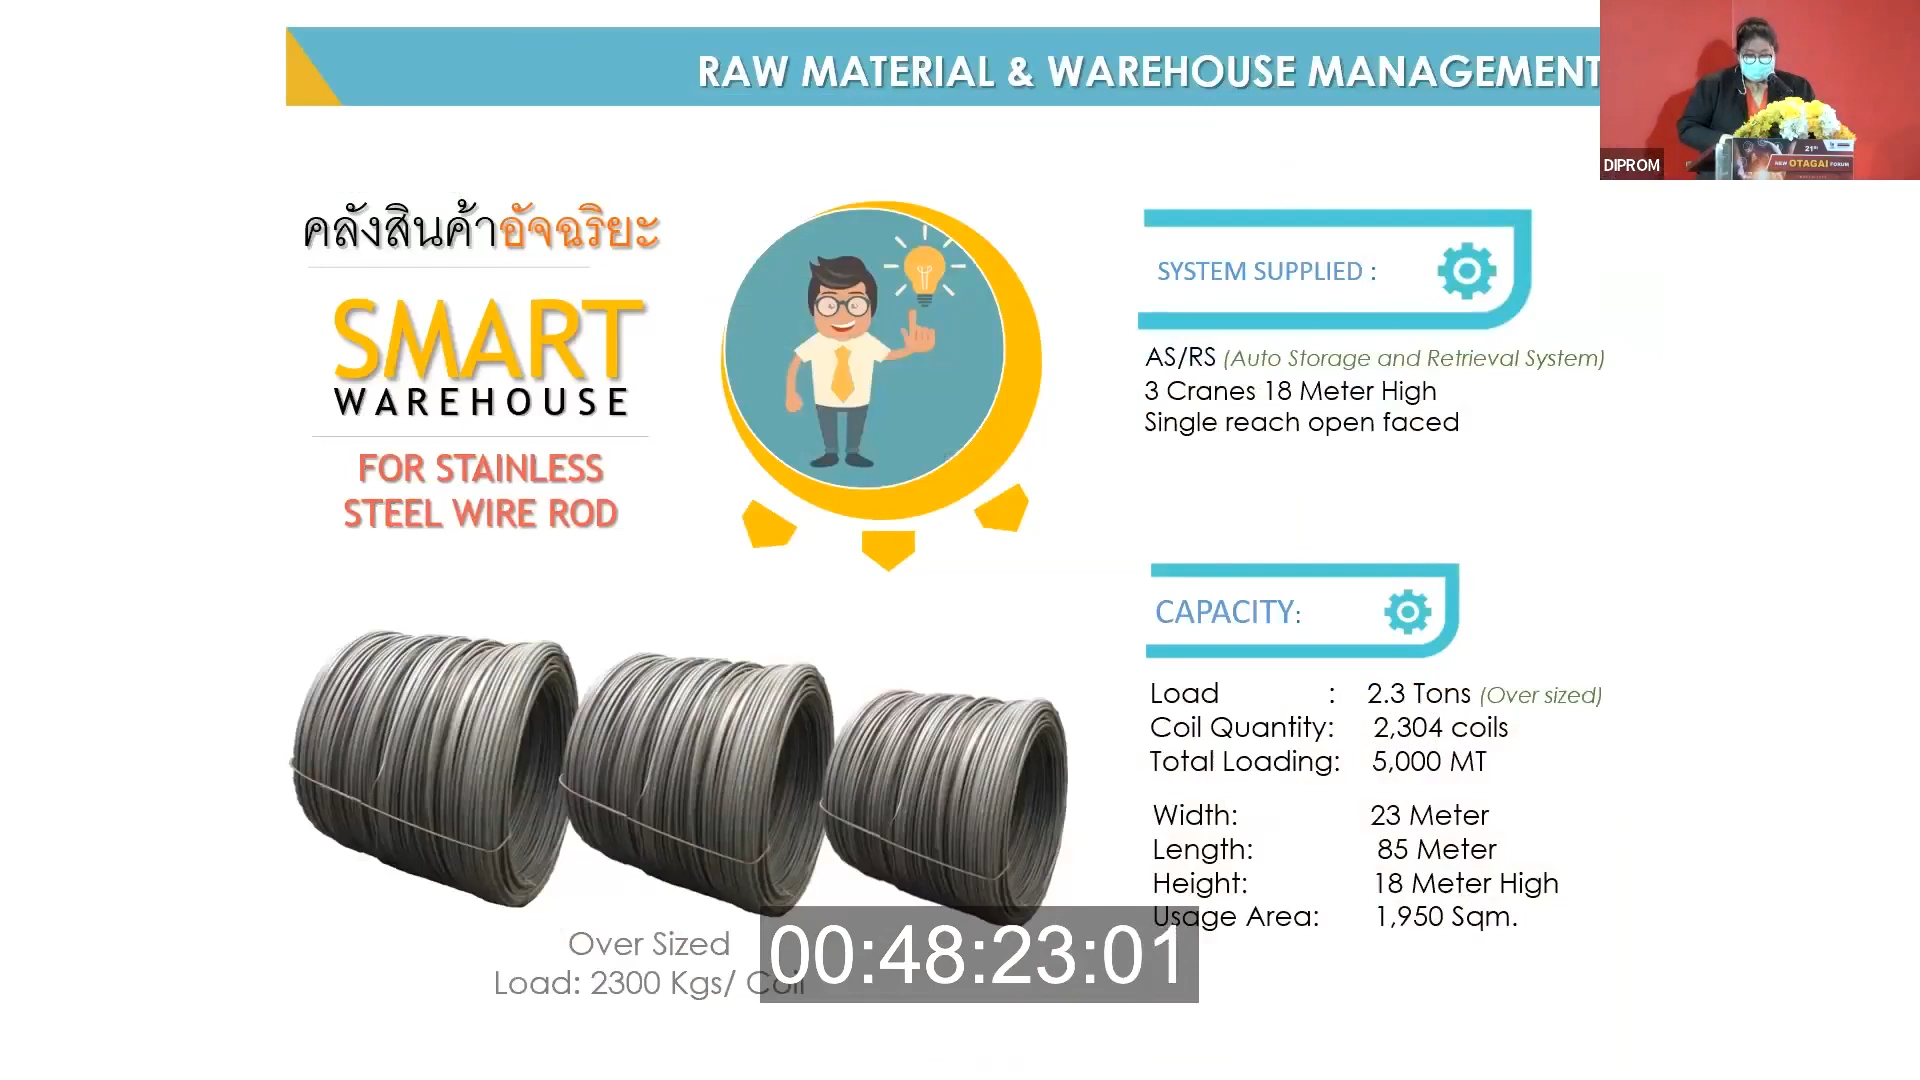 RAW MATERIAL & WAREHOUSE MANAGEMENT
DIPROM
21st
NEW OTAGAI FORUM
คลังสินค้าอัจฉริยะ
SMART
WAREHOUSE
FOR STAINLESS
STEEL WIRE ROD
SYSTEM SUPPLIED :
AS/RS (Auto Storage and Retrieval System)
3 Cranes 18 Meter High
Single reach open faced
CAPACITY:
Load : 2.3 Tons (Over sized)
Coil Quantity: 2,304 coils
Total Loading: 5,000 MT
Width: 23 Meter
Length: 85 Meter
Height: 18 Meter High
Usage Area: 1,950 Sqm.
Over Sized
Load: 2300 Kgs/ Coil
00:48:23:01